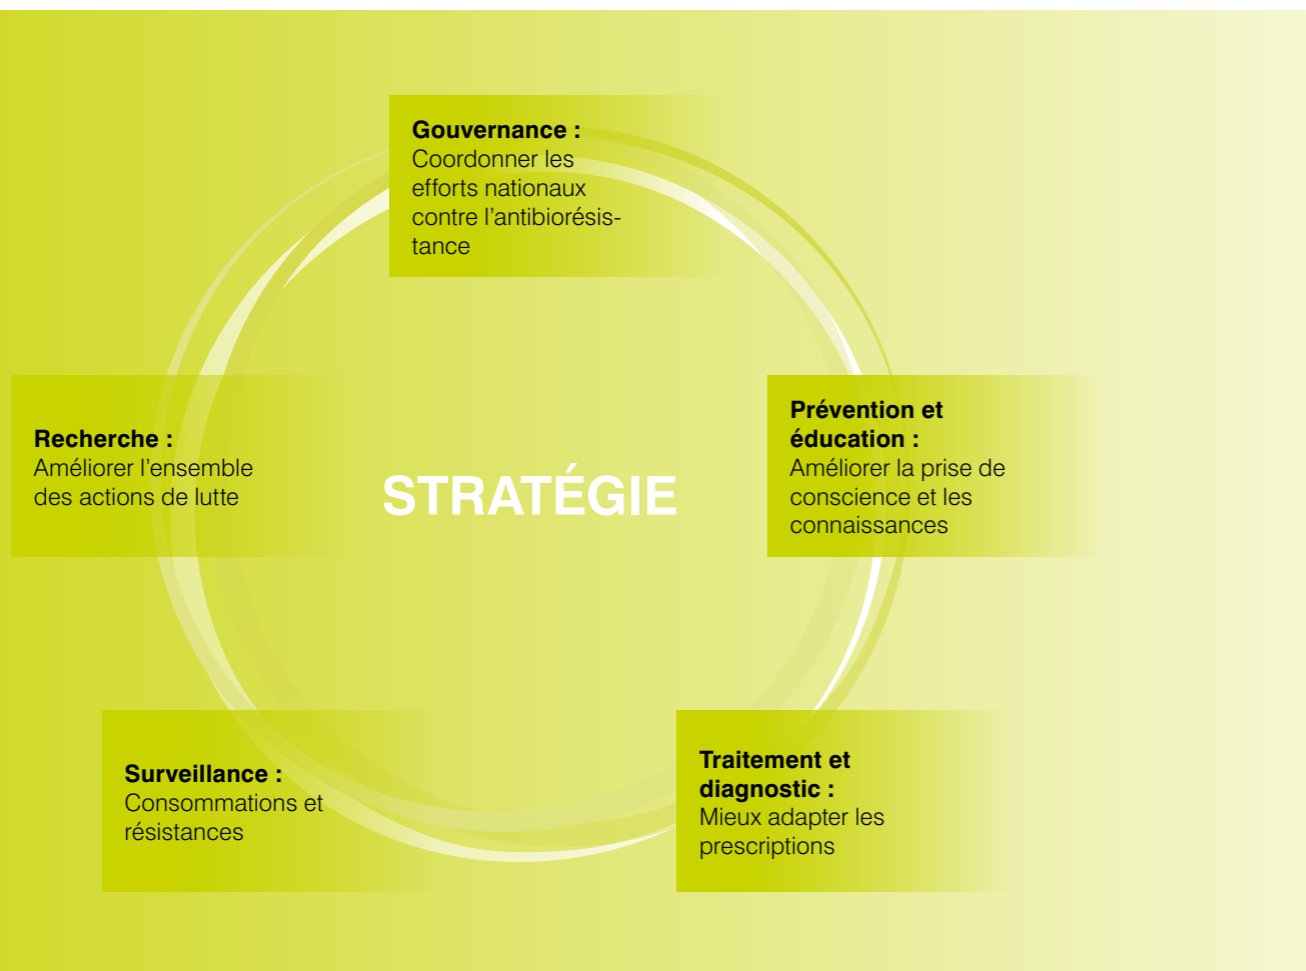 Gouvernance :
Coordonner les
efforts nationaux
contre l'antibiorésis-
tance
Prévention et
éducation :
Améliorer la prise de
conscience et les
connaissances
Recherche :
Améliorer l'ensemble
des actions de lutte
STRATÉGIE
Traitement et
diagnostic :
Mieux adapter les
prescriptions
Surveillance :
Consommations et
résistances